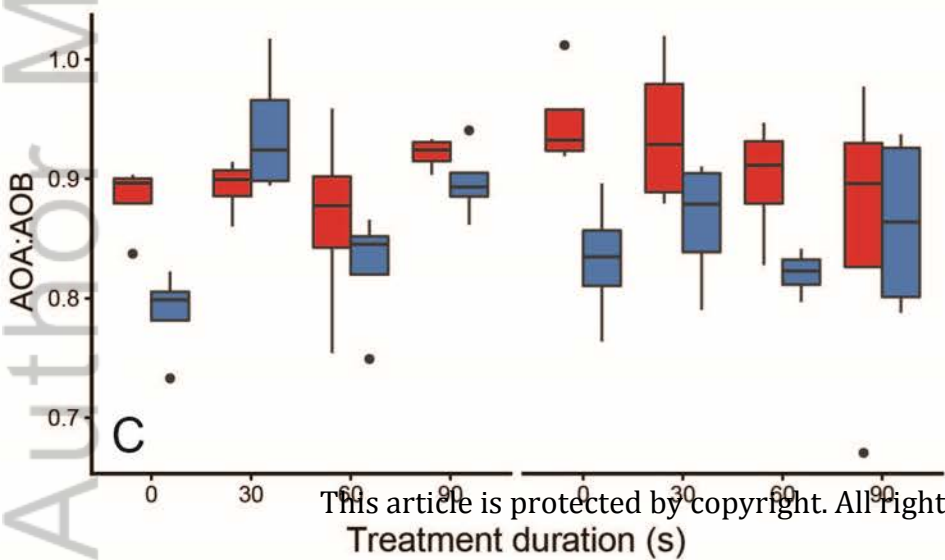 Author M
AOA:AOB
1.0
0.9
0.8
0.7
C
0 30 60 90 0 30 60 90
This article is protected by copyright. All right
Treatment duration (s)